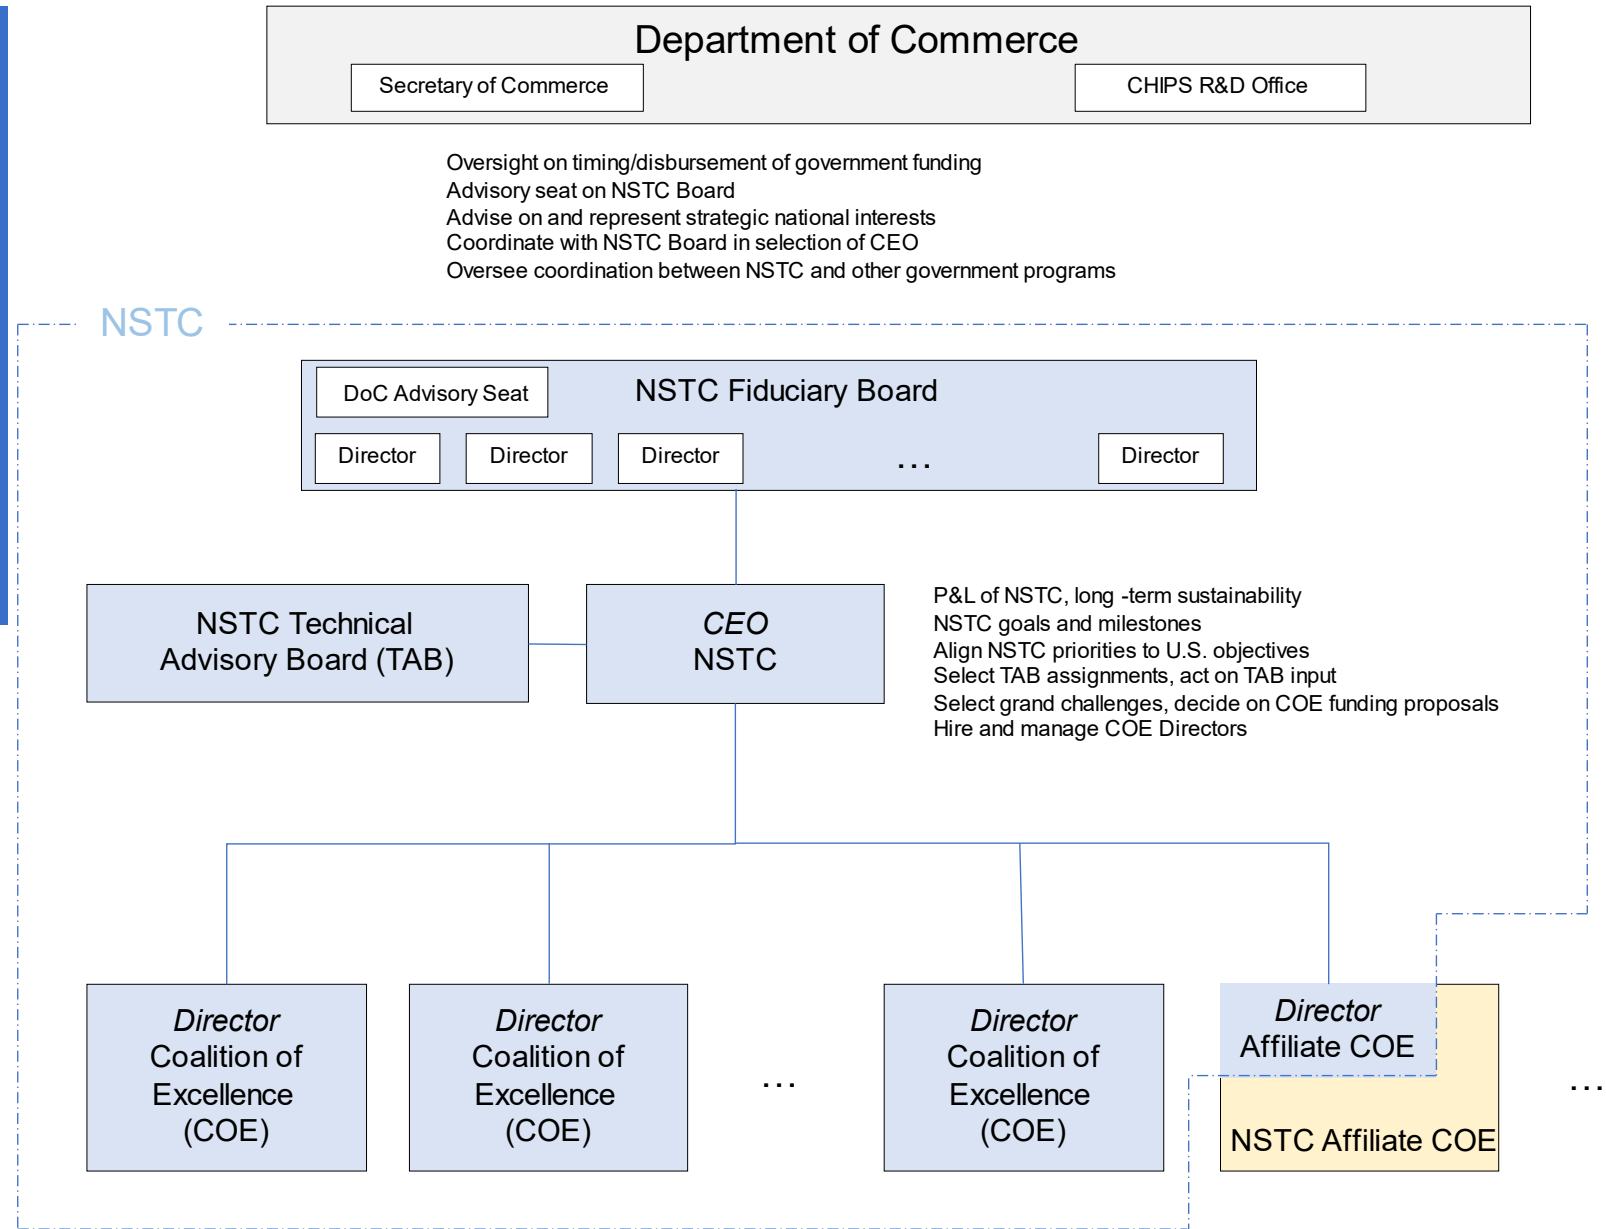 Department of Commerce
Secretary of Commerce
CHIPS R&D Office
Oversight on timing/disbursement of government funding
Advisory seat on NSTC Board
Advise on and represent strategic national interests
Coordinate with NSTC Board in selection of CEO
Oversee coordination between NSTC and other government programs
NSTC
DoC Advisory Seat
NSTC Fiduciary Board
Director
Director
Director
...
Director
NSTC Technical
Advisory Board (TAB)
CEO
NSTC
P&L of NSTC, long -term sustainability
NSTC goals and milestones
Align NSTC priorities to U.S. objectives
Select TAB assignments, act on TAB input
Select grand challenges, decide on COE funding proposals
Hire and manage COE Directors
Director
Coalition of
Excellence
(COE)
Director
Coalition of
Excellence
(COE)
...
Director
Coalition of
Excellence
(COE)
Director
Affiliate COE
NSTC Affiliate COE
...